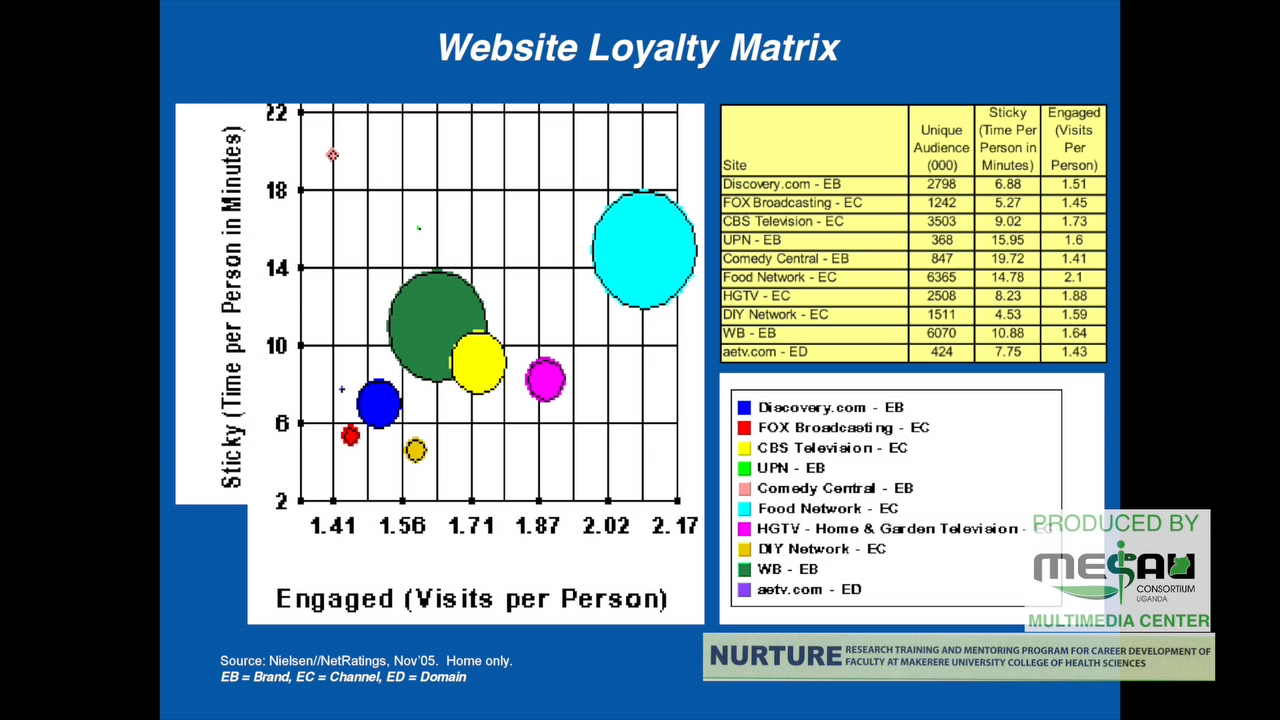 Website Loyalty Matrix
Sticky (Time per Person in Minutes)
22
18
14
10
6
2
1.41 1.56 1.71 1.87 2.02 2.17
Engaged (Visits per Person)
Site Unique Audience (000) Sticky (Time Per Person in Minutes) Engaged (Visits Per Person)
Discovery.com - EB 2798 6.88 1.51
FOX Broadcasting - EC 1242 5.27 1.45
CBS Television - EC 3503 9.02 1.73
UPN - EB 368 15.95 1.6
Comedy Central - EB 847 19.72 1.41
Food Network - EC 6365 14.78 2.1
HGTV - EC 2508 8.23 1.88
DIY Network - EC 1511 4.53 1.59
WB - EB 6070 10.88 1.64
aetv.com - ED 424 7.75 1.43
Discovery.com - EB
FOX Broadcasting - EC
CBS Television - EC
UPN - EB
Comedy Central - EB
Food Network - EC
HGTV - Home & Garden Television -
DIY Network - EC
WB - EB
aetv.com - ED
PRODUCED BY
MESAU
CONSORTIUM
UGANDA
MULTIMEDIA CENTER
NURTURE RESEARCH TRAINING AND MENTORING PROGRAM FOR CAREER DEVELOPMENT OF
FACULTY AT MAKERERE UNIVERSITY COLLEGE OF HEALTH SCIENCES
Source: Nielsen//NetRatings, Nov'05. Home only.
EB = Brand, EC = Channel, ED = Domain